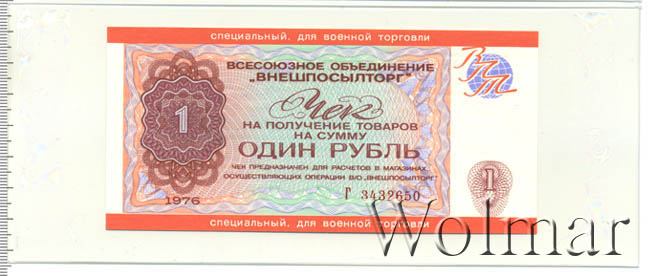 специальный, для военной торговли
ВСЕСОЮЗНОЕ ОБЪЕДИНЕНИЕ
„ВНЕШПОСЫЛТОРГ"
ВПТ
Чек
1
НА ПОЛУЧЕНИЕ ТОВАРОВ
НА СУММУ
ОДИН РУБЛЬ
ЧЕК ПРЕДНАЗНАЧЕН ДЛЯ РАСЧЕТОВ В МАГАЗИНАХ,
ОСУЩЕСТВЛЯЮЩИХ ОПЕРАЦИИ В/О „ВНЕШПОСЫЛТОРГ"
1
1976
Г 3432650
специальный, для военной торговли
Wolmar